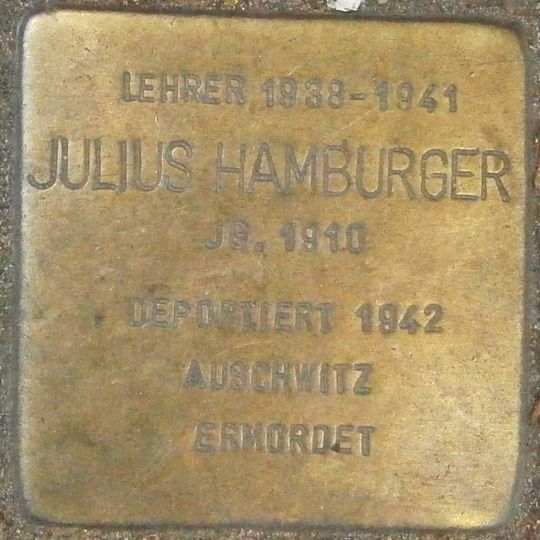 LEHRER 1938-1941
JULIUS HAMBURGER
JG. 1910
DEPORTIERT 1942
AUSCHWITZ
ERMORDET